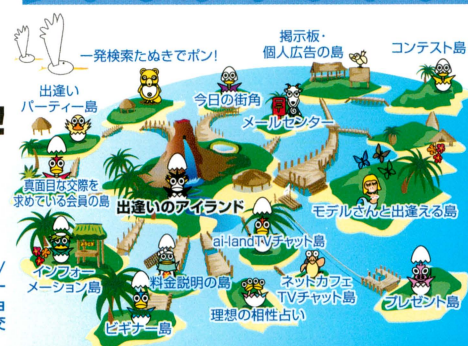 一発検索たぬきでポン!
掲示板・
個人広告の島
コンテスト島
出逢い
パーティー島
今日の街角
メールセンター
真面目な交際を
求めている会員の島
出逢いのアイランド
モデルさんと出逢える島
ai-landTVチャット島
インフォー
メーション島
料金説明の島
ネットカフェ
TVチャット島
プレゼント島
理想の相性占い
ビギナー島
!
ー
ョ
交